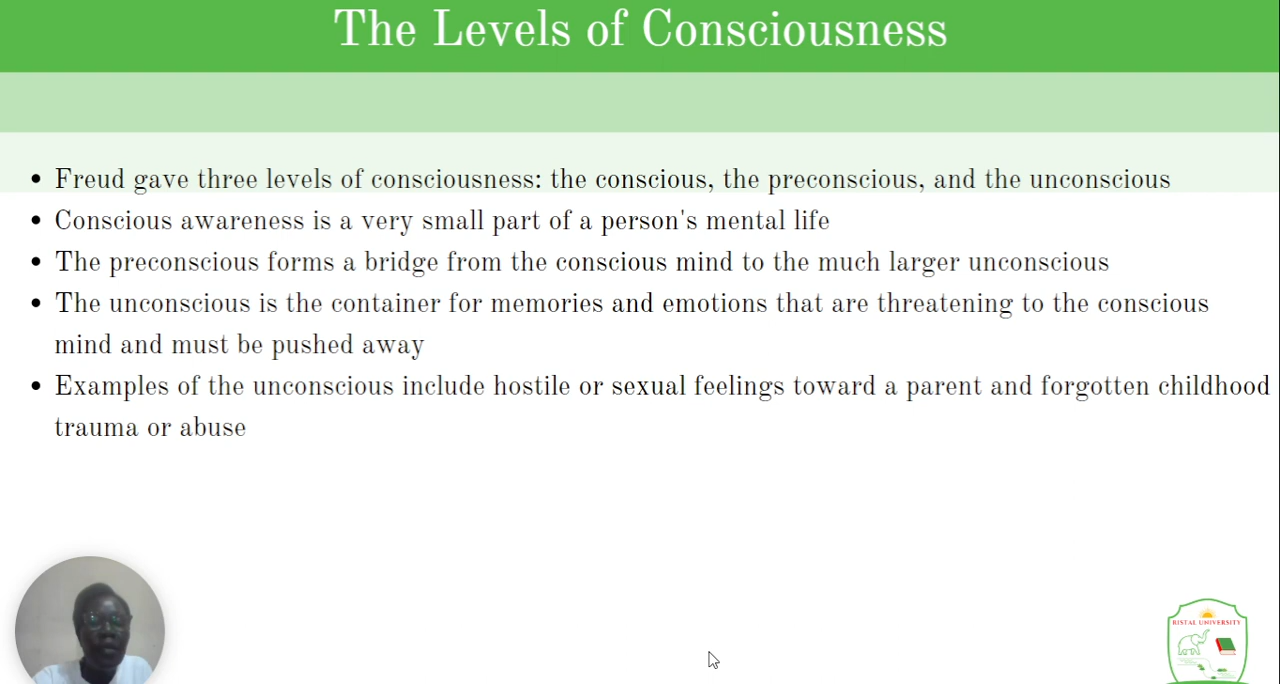 The Levels of Consciousness
• Freud gave three levels of consciousness: the conscious, the preconscious, and the unconscious
• Conscious awareness is a very small part of a person's mental life
• The preconscious forms a bridge from the conscious mind to the much larger unconscious
• The unconscious is the container for memories and emotions that are threatening to the conscious
mind and must be pushed away
• Examples of the unconscious include hostile or sexual feelings toward a parent and forgotten childhood
trauma or abuse
RISTAL UNIVERSITY